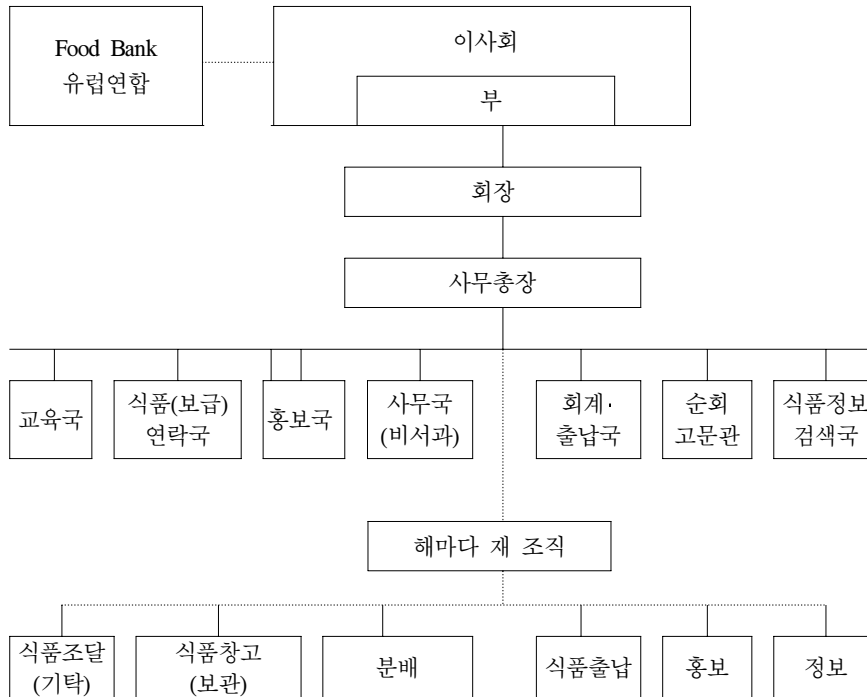 Food Bank
유럽연합
이사회
부
회장
사무총장
교육국
식품(보급)
연락국
홍보국
사무국
(비서과)
회계·
출납국
순회
고문관
식품정보
검색국
해마다 재 조직
식품조달
(기탁)
식품창고
(보관)
분배
식품출납
홍보
정보